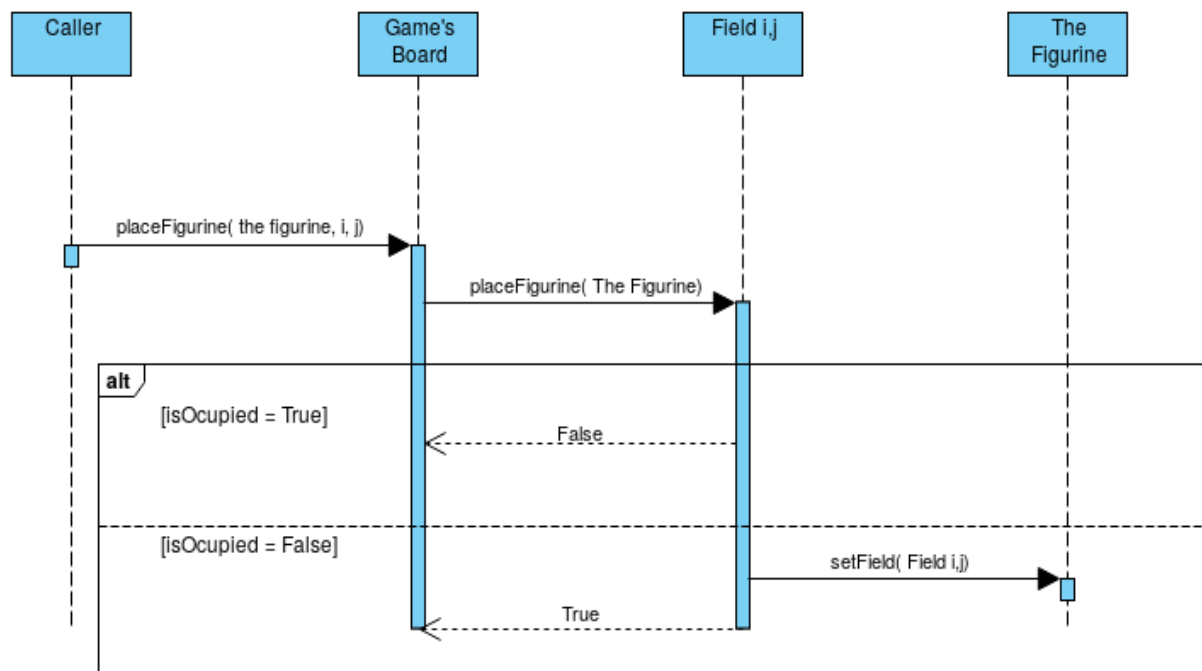 Caller
Game's
Board
Field i,j
The
Figurine
placeFigurine( the figurine, i, j)
placeFigurine( The Figurine)
alt
[isOcupied = True]
False
[isOcupied = False]
setField( Field i,j)
True